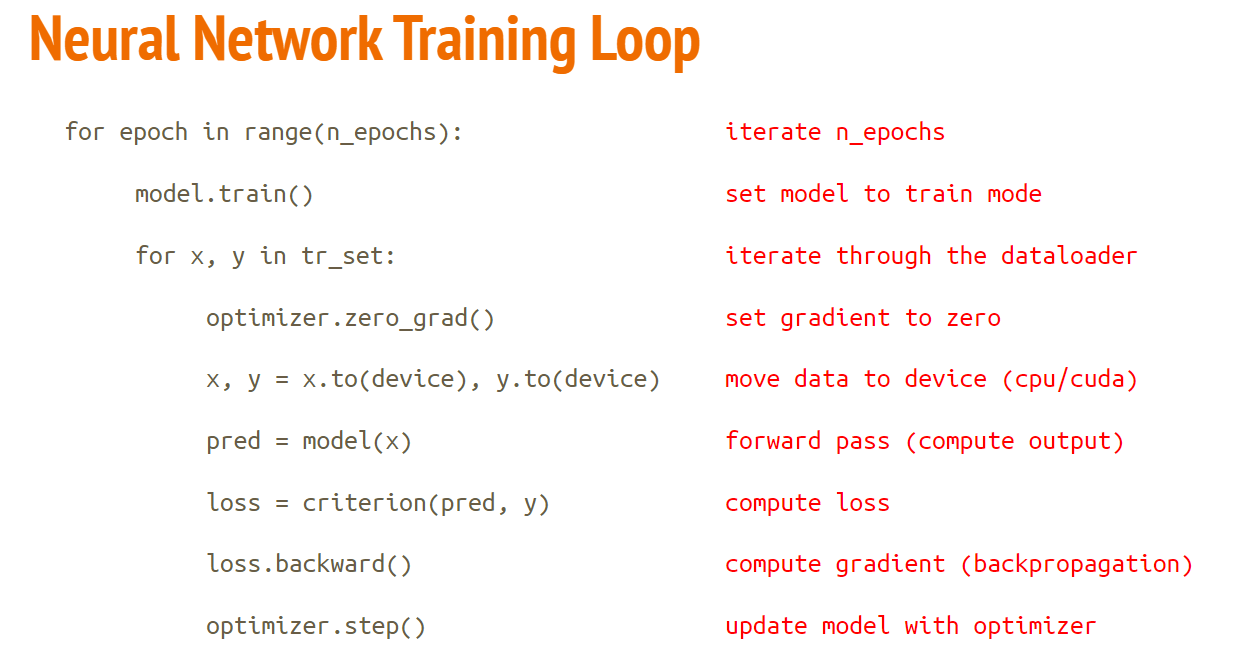 Neural Network Training Loop
for epoch in range(n_epochs): iterate n_epochs
model.train() set model to train mode
for x, y in tr_set: iterate through the dataloader
optimizer.zero_grad() set gradient to zero
x, y = x.to(device), y.to(device) move data to device (cpu/cuda)
pred = model(x) forward pass (compute output)
loss = criterion(pred, y) compute loss
loss.backward() compute gradient (backpropagation)
optimizer.step() update model with optimizer